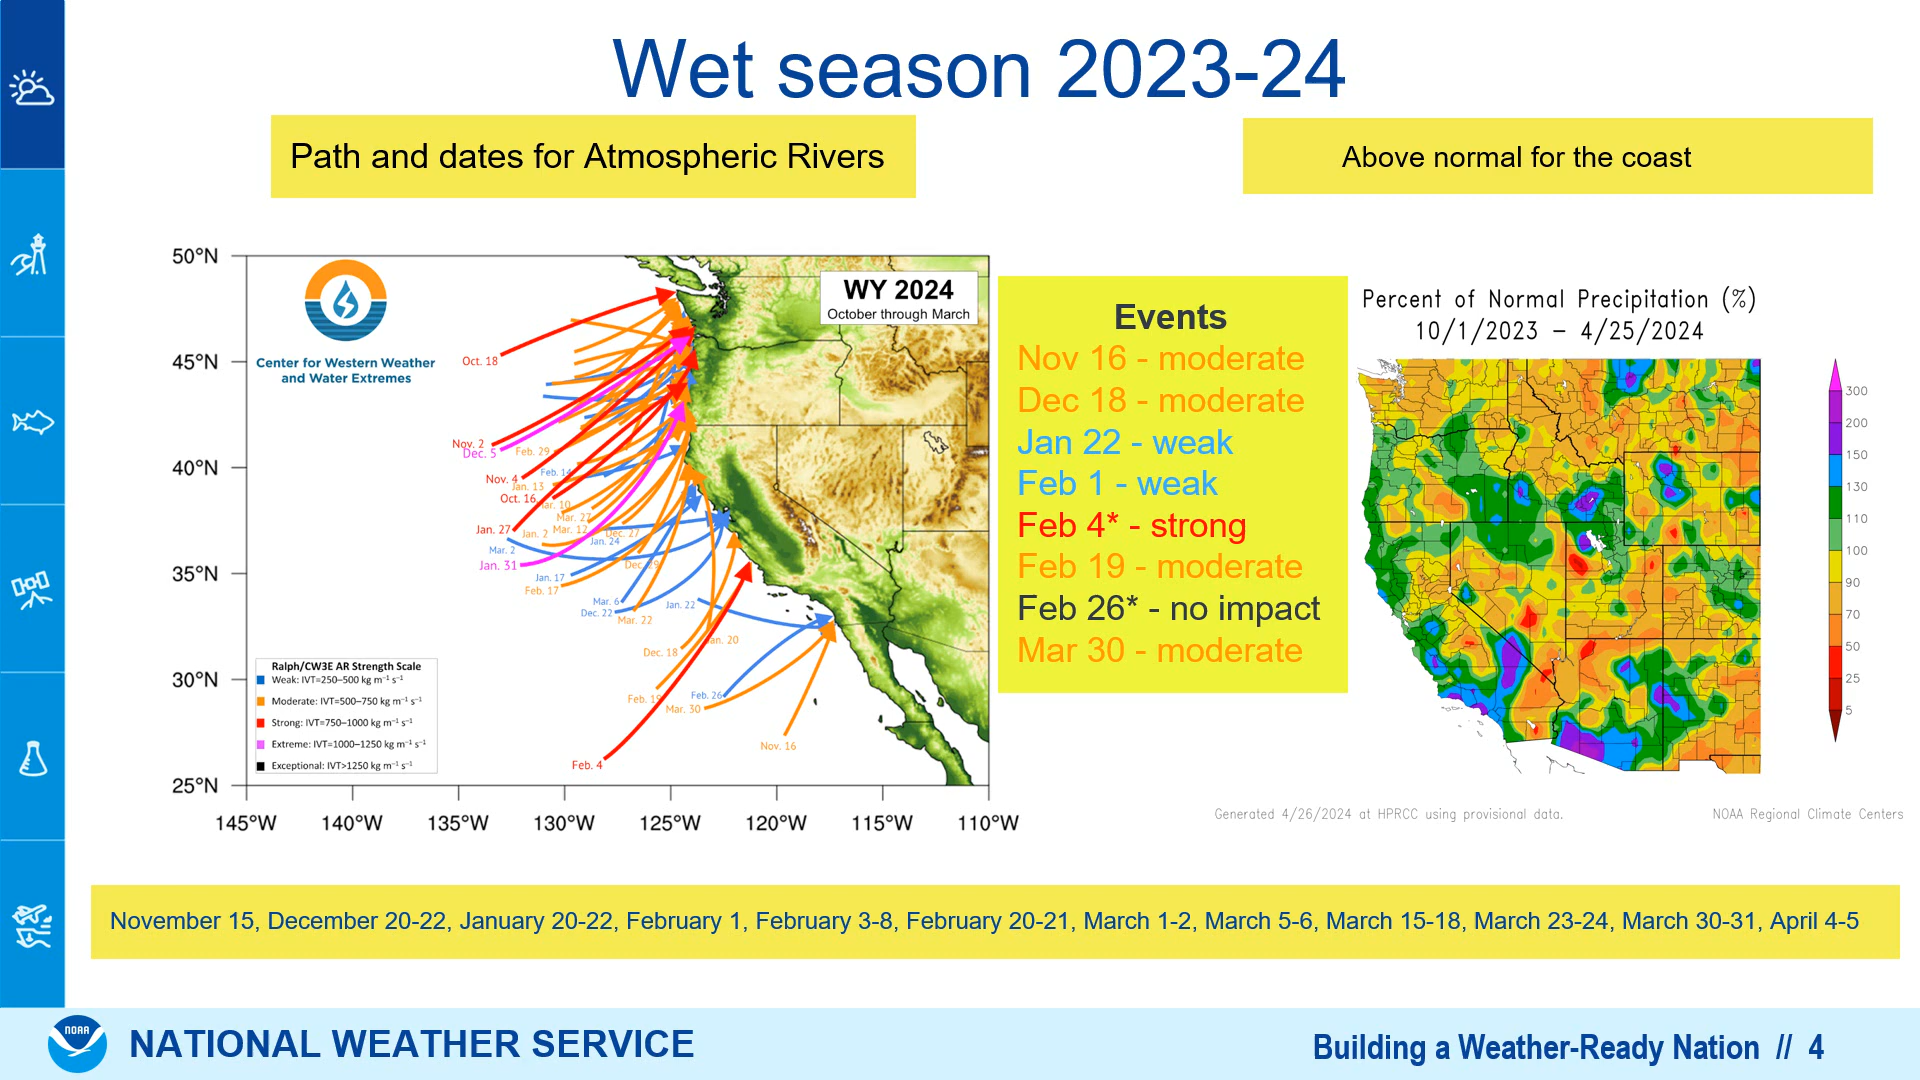 Wet season 2023-24
Path and dates for Atmospheric Rivers
Above normal for the coast
50°N
45°N
40°N
35°N
30°N
25°N
145°W
140°W
135°W
130°W
125°W
120°W
115°W
110°W
Center for Western Weather
and Water Extremes
WY 2024
October through March
Oct. 18
Nov. 2
Dec. 5
Feb. 29
Feb. 14
Nov. 4
Jan. 13
Oct. 16
Mar. 27
Jan. 27
Jan. 2
Mar. 12
Dec. 27
Jan. 24
Mar. 2
Jan. 31
Jan. 17
Feb. 17
Mar. 6
Dec. 22
Mar. 22
Jan. 22
Dec. 18
Feb. 26
Mar. 30
Nov. 16
Feb. 4
Ralph/CW3E AR Strength Scale
Weak: IVT=250–500 kg m⁻¹ s⁻¹
Moderate: IVT=500–750 kg m⁻¹ s⁻¹
Strong: IVT=750–1000 kg m⁻¹ s⁻¹
Extreme: IVT=1000–1250 kg m⁻¹ s⁻¹
Exceptional: IVT>1250 kg m⁻¹ s⁻¹
Events
Nov 16 - moderate
Dec 18 - moderate
Jan 22 - weak
Feb 1 - weak
Feb 4* - strong
Feb 19 - moderate
Feb 26* - no impact
Mar 30 - moderate
Percent of Normal Precipitation (%)
10/1/2023 – 4/25/2024
300
200
150
130
110
100
90
70
50
25
5
Generated 4/26/2024 at HPRCC using provisional data.
NOAA Regional Climate Centers
November 15, December 20-22, January 20-22, February 1, February 3-8, February 20-21, March 1-2, March 5-6, March 15-18, March 23-24, March 30-31, April 4-5
NOAA
NATIONAL WEATHER SERVICE
Building a Weather-Ready Nation // 4